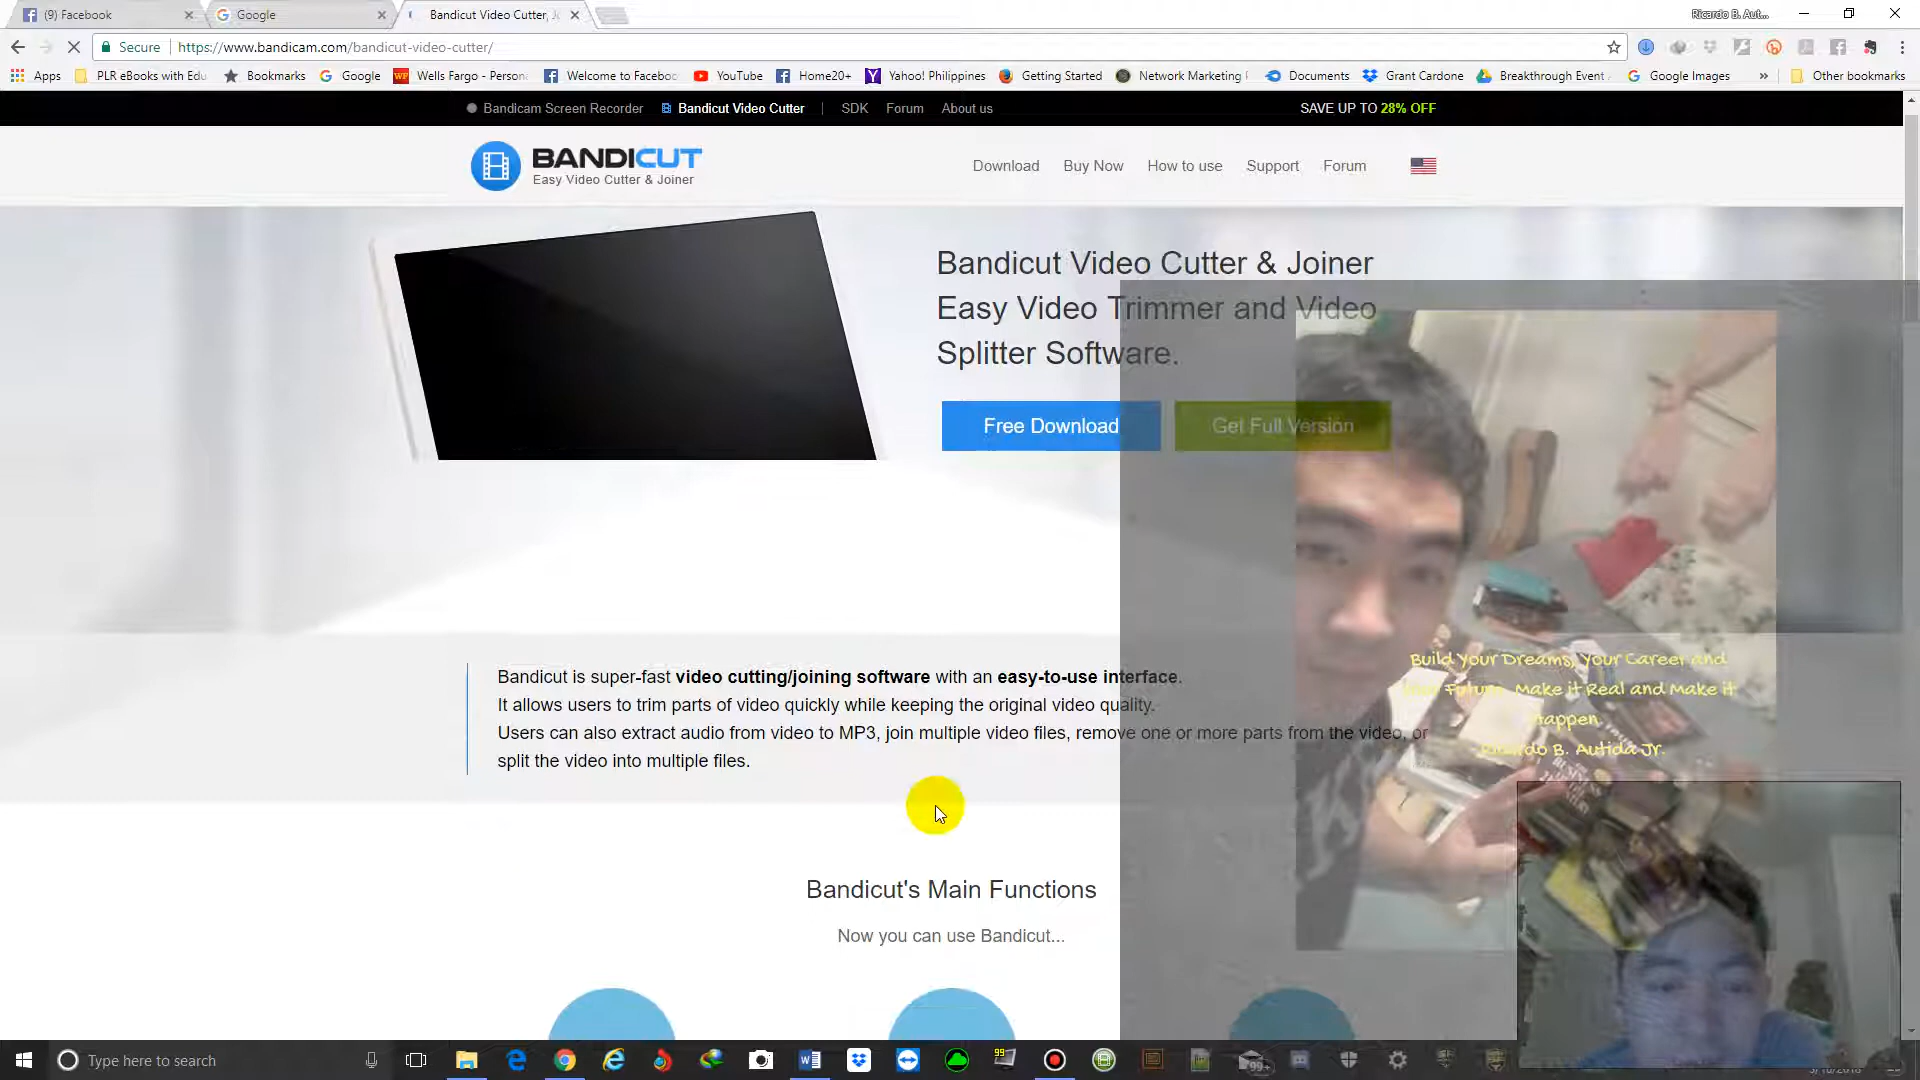 (9) Facebook
Google
Bandicut Video Cutter, J
Ricardo B. Aut...
Secure
https://www.bandicam.com/bandicut-video-cutter/
Apps
PLR eBooks with Edu
Bookmarks
Google
Wells Fargo - Person
Welcome to Faceboo
YouTube
Home20+
Yahoo! Philippines
Getting Started
Network Marketing
Documents
Grant Cardone
Breakthrough Event
Google Images
»
Other bookmarks
Bandicam Screen Recorder
Bandicut Video Cutter
SDK
Forum
About us
SAVE UP TO 28% OFF
BANDICUT
Easy Video Cutter & Joiner
Download
Buy Now
How to use
Support
Forum
Bandicut Video Cutter & Joiner
Easy Video Trimmer and Video
Splitter Software.
Free Download
Get Full Version
Bandicut is super-fast video cutting/joining software with an easy-to-use interface.
It allows users to trim parts of video quickly while keeping the original video quality.
Users can also extract audio from video to MP3, join multiple video files, remove one or more parts from the video, or
split the video into multiple files.
Build your Dreams, your Career and
Future. Make it Real and Make it
Happen.
Ricardo B. Autida Jr.
Bandicut's Main Functions
Now you can use Bandicut...
Type here to search
99+